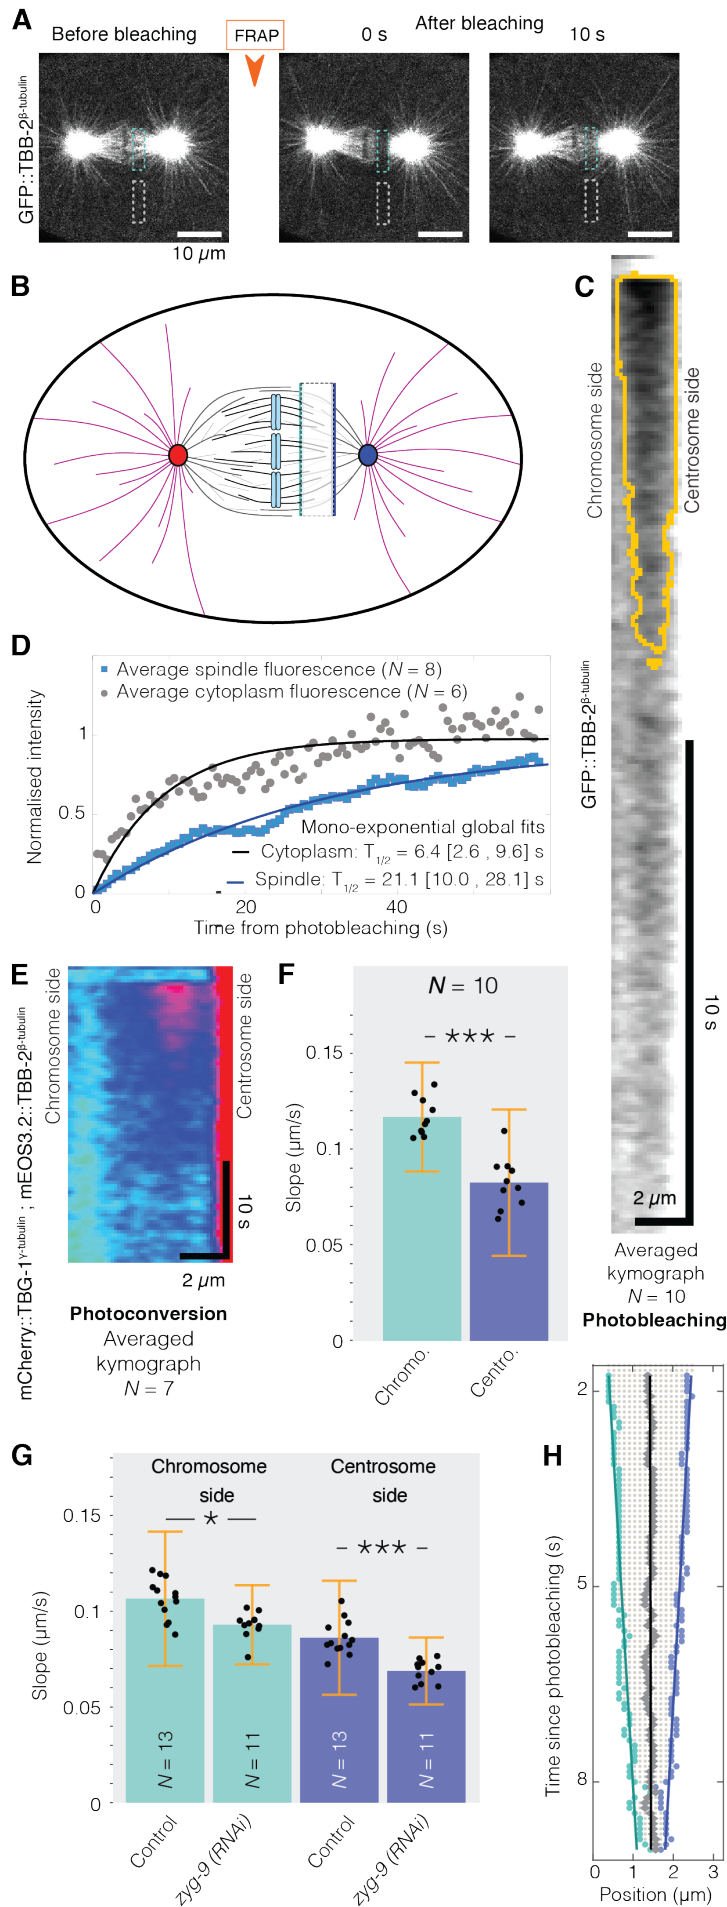 A
Before bleaching
FRAP
After bleaching
0 s
10 s
GFP::TBB-2β-tubulin
10 µm
B
C
Chromosome side
Centrosome side
GFP::TBB-2β-tubulin
10 s
2 µm
Averaged
kymograph
N = 10
Photobleaching
D
Average spindle fluorescence (N = 8)
Average cytoplasm fluorescence (N = 6)
Normalised intensity
1
0.5
0
Mono-exponential global fits
Cytoplasm: T1/2 = 6.4 [2.6 , 9.6] s
Spindle: T1/2 = 21.1 [10.0 , 28.1] s
0
20
40
Time from photobleaching (s)
E
mCherry::TBG-1γ-tubulin ; mEOS3.2::TBB-2β-tubulin
Chromosome side
Centrosome side
10 s
2 µm
Photoconversion
Averaged
kymograph
N = 7
F
N = 10
***
Slope (µm/s)
0.15
0.1
0.05
0
Chromo.
Centro.
G
Chromosome
side
Centrosome
side
*
***
Slope (µm/s)
0.15
0.1
0.05
0
N = 13
N = 11
N = 13
N = 11
Control
zyg-9 (RNAi)
Control
zyg-9 (RNAi)
H
Time since photobleaching (s)
2
5
8
0
1
2
3
Position (µm)